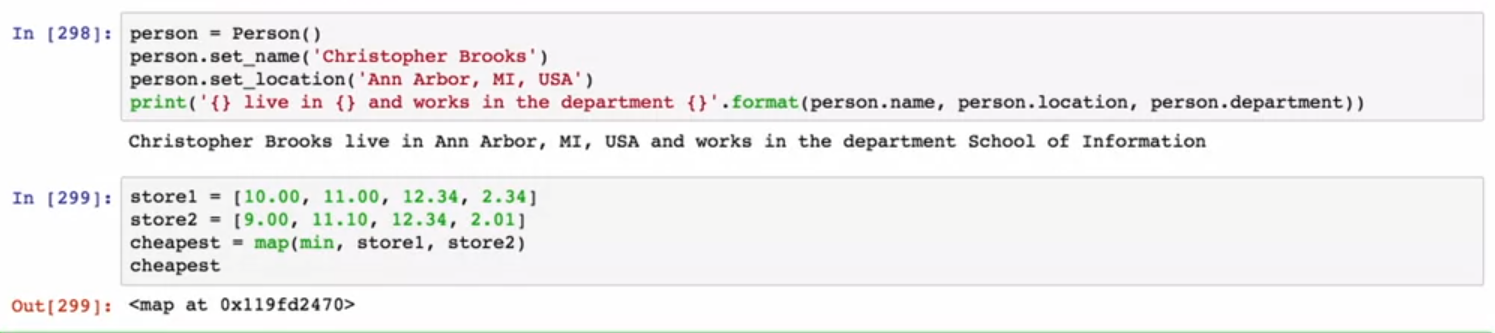 In [298]: person = Person()
person.set_name('Christopher Brooks')
person.set_location('Ann Arbor, MI, USA')
print('{} live in {} and works in the department {}'.format(person.name, person.location, person.department))
Christopher Brooks live in Ann Arbor, MI, USA and works in the department School of Information
In [299]: store1 = [10.00, 11.00, 12.34, 2.34]
store2 = [9.00, 11.10, 12.34, 2.01]
cheapest = map(min, store1, store2)
cheapest
Out[299]: <map at 0x119fd2470>